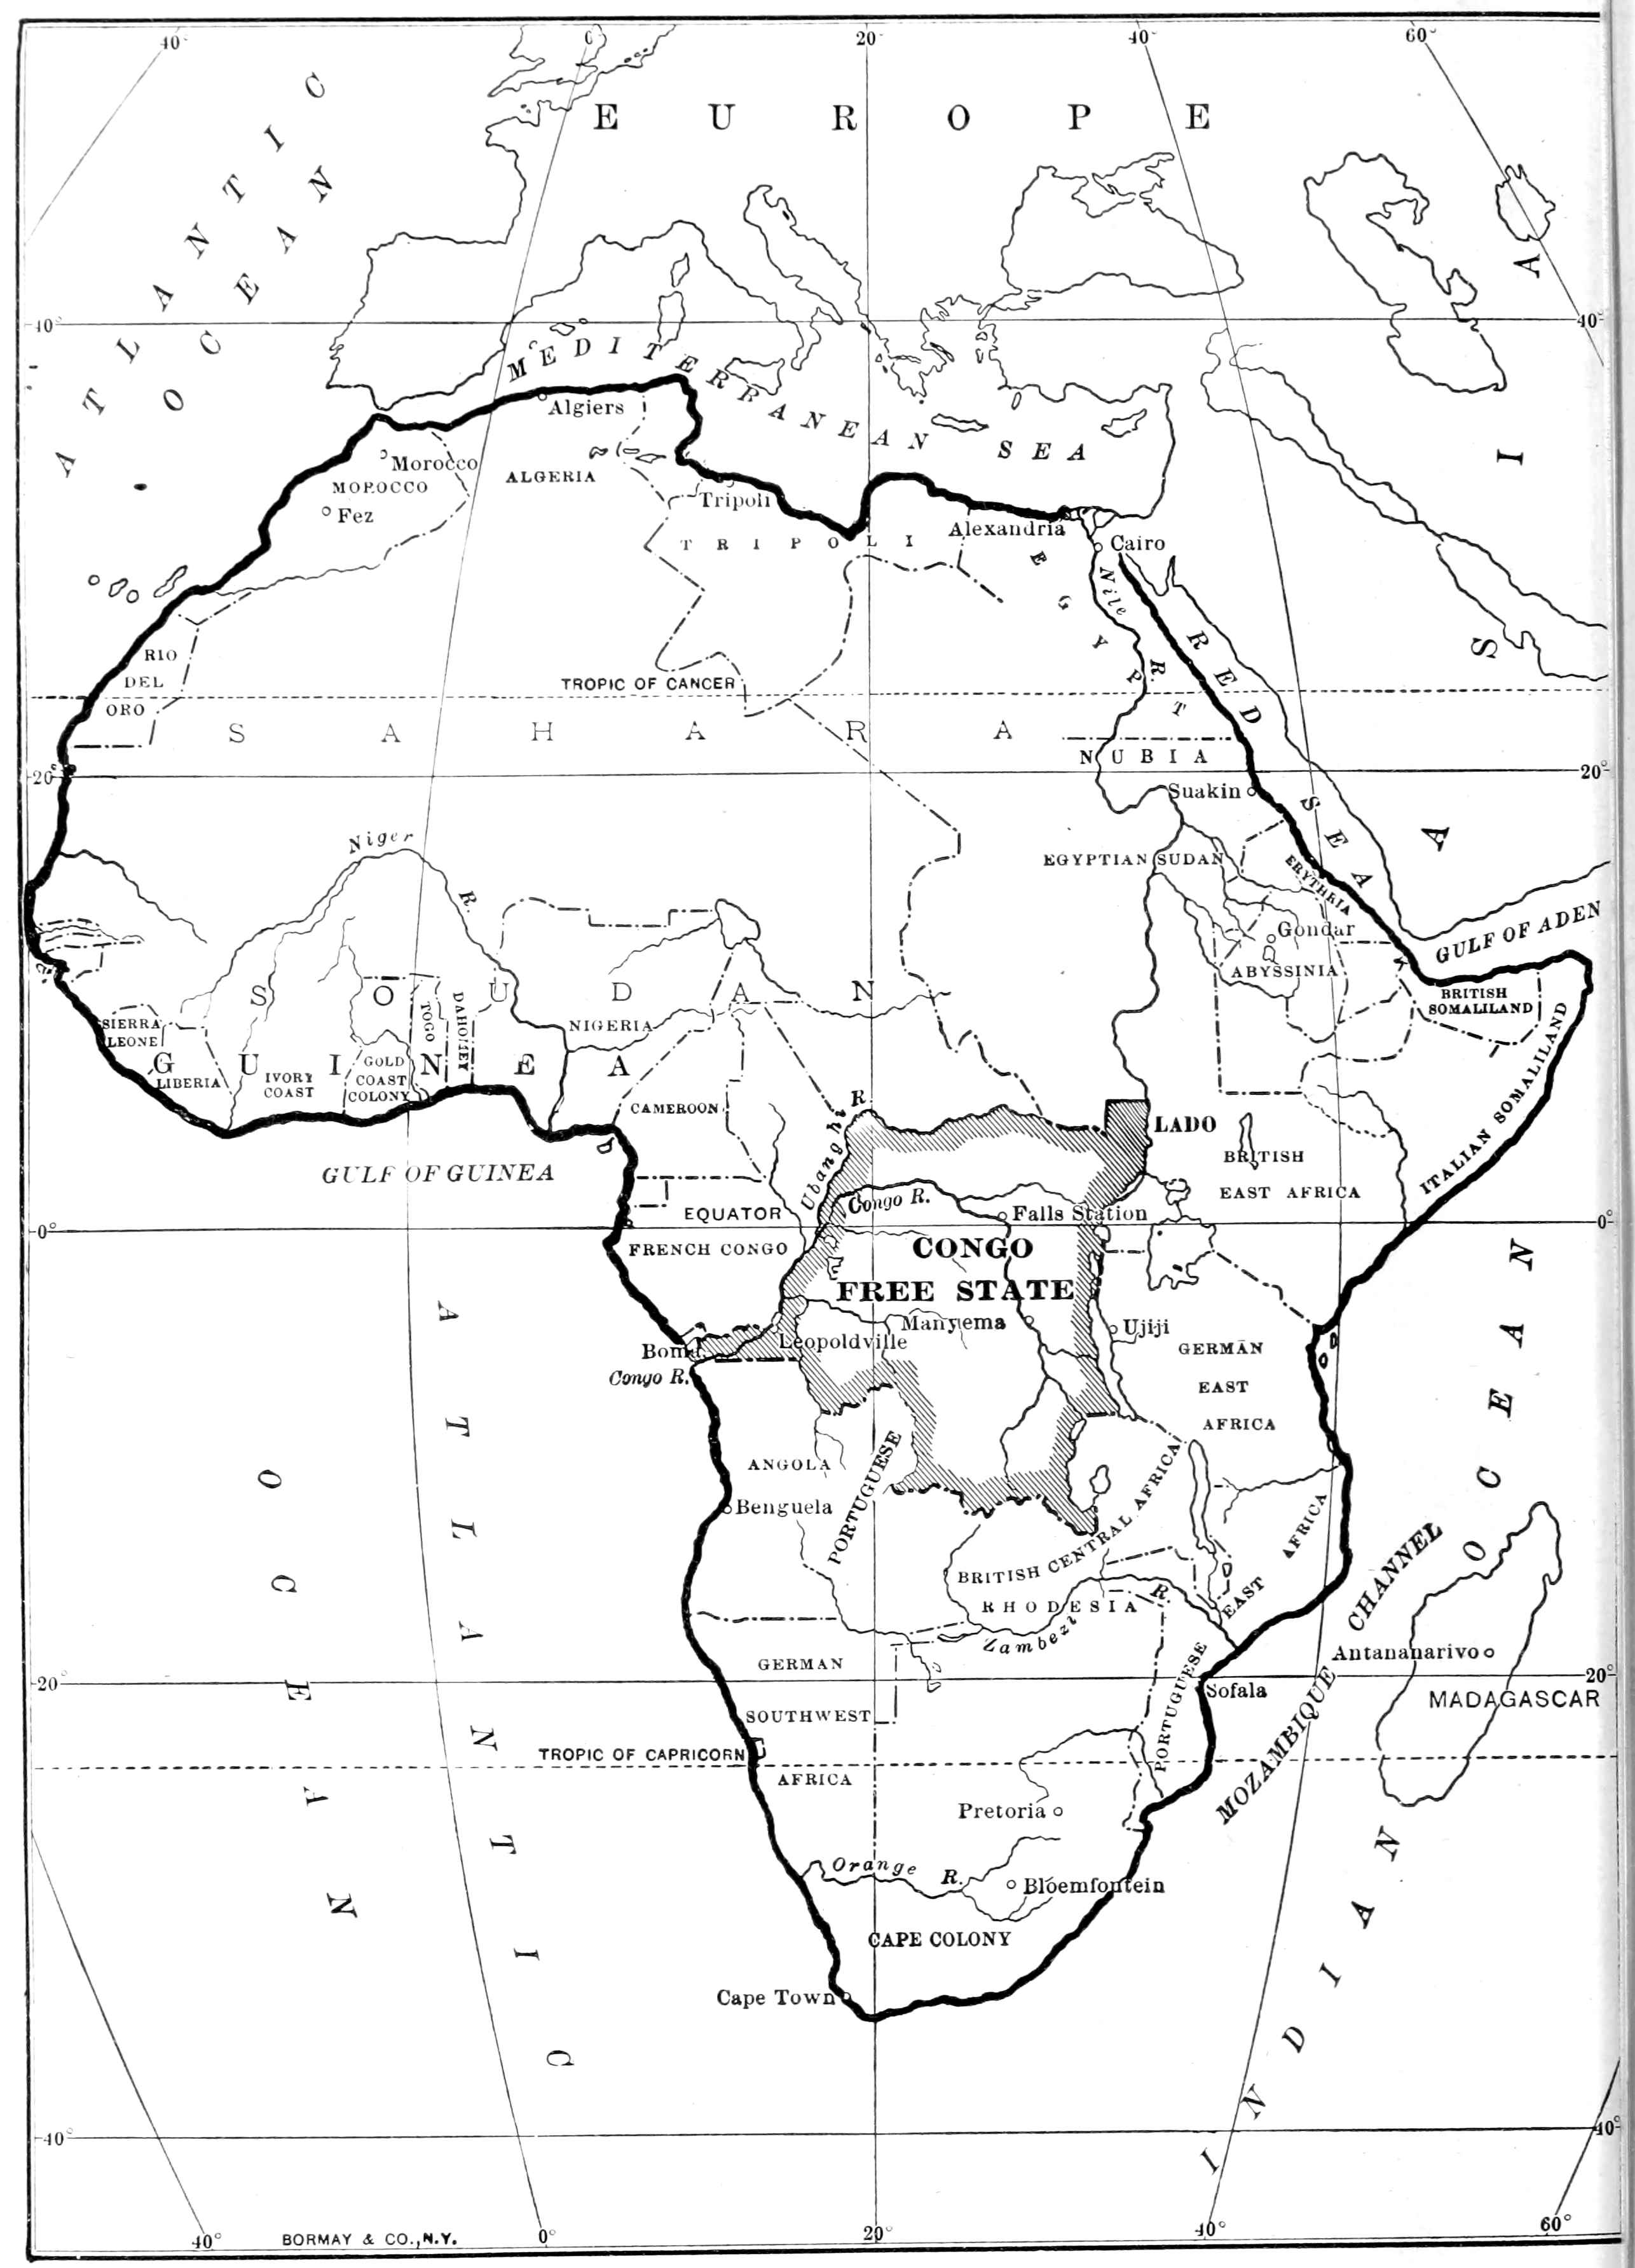 40°
0°
20°
40°
60°
EUROPE
ATLANTIC
OCEAN
ASIA
40°
40°
MEDITERRANEAN SEA
Algiers
Morocco
MOROCCO
Fez
ALGERIA
Tripoli
TRIPOLI
Alexandria
Cairo
EGYPT
Nile
R.
RED SEA
RIO
DEL
ORO
TROPIC OF CANCER
SAHARA
NUBIA
20°
20°
Suakin
Niger
R.
EGYPTIAN SUDAN
ERYTHRIA
Gondar
ABYSSINIA
GULF OF ADEN
BRITISH
SOMALILAND
ITALIAN SOMALILAND
SOUDAN
NIGERIA
SIERRA
LEONE
GUINEA
LIBERIA
IVORY
COAST
GOLD
COAST
COLONY
TOGO
DAHOMEY
CAMEROON
Ubanghi
R.
LADO
BRITISH
EAST AFRICA
GULF OF GUINEA
EQUATOR
Congo R.
Falls Station
0°
0°
FRENCH CONGO
CONGO
FREE STATE
Manyema
Ujiji
Leopoldville
Boma
Congo R.
GERMAN
EAST
AFRICA
ANGOLA
Benguela
PORTUGUESE
BRITISH CENTRAL AFRICA
RHODESIA
Zambezi
R.
PORTUGUESE
EAST
AFRICA
MOZAMBIQUE CHANNEL
Antananarivo
MADAGASCAR
20°
20°
Sofala
GERMAN
SOUTHWEST
AFRICA
TROPIC OF CAPRICORN
Pretoria
Orange
R.
Bloemfontein
CAPE COLONY
Cape Town
ATLANTIC
OCEAN
INDIAN
OCEAN
40°
40°
40°
0°
20°
40°
60°
BORMAY & CO., N.Y.